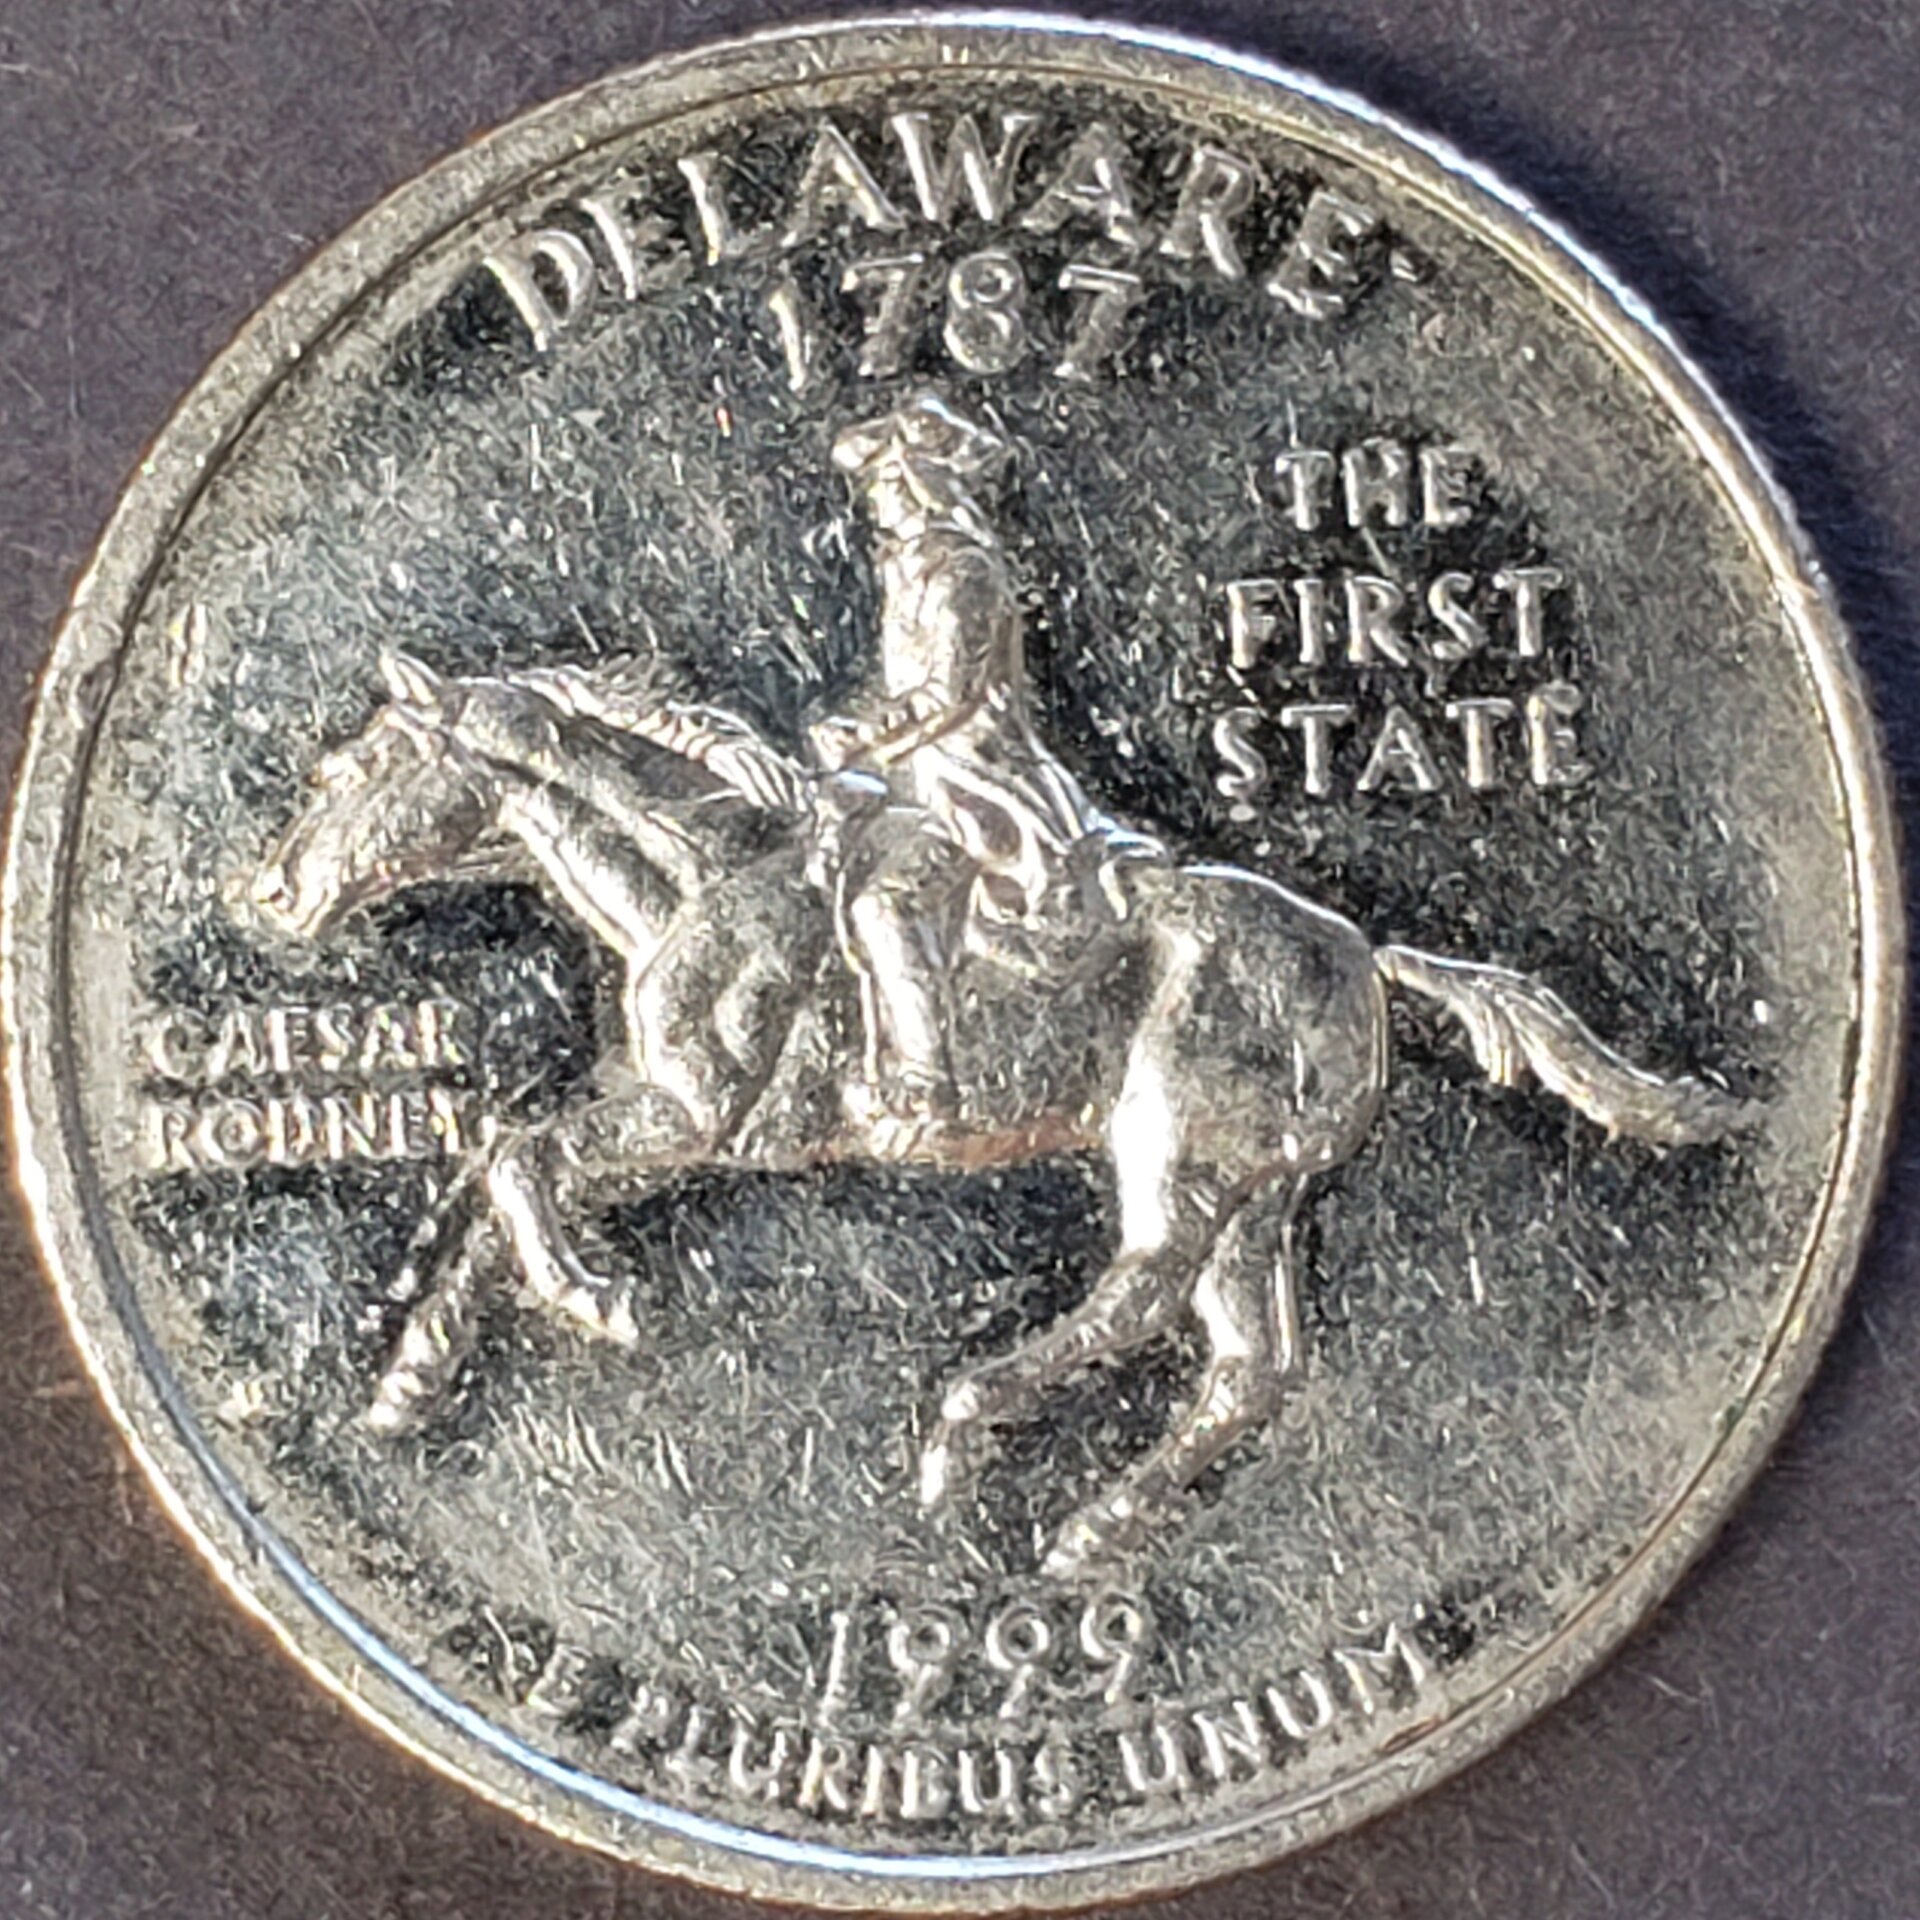 DELAWARE
1787
THE
FIRST
STATE
CAESAR
RODNEY
1999
E PLURIBUS UNUM